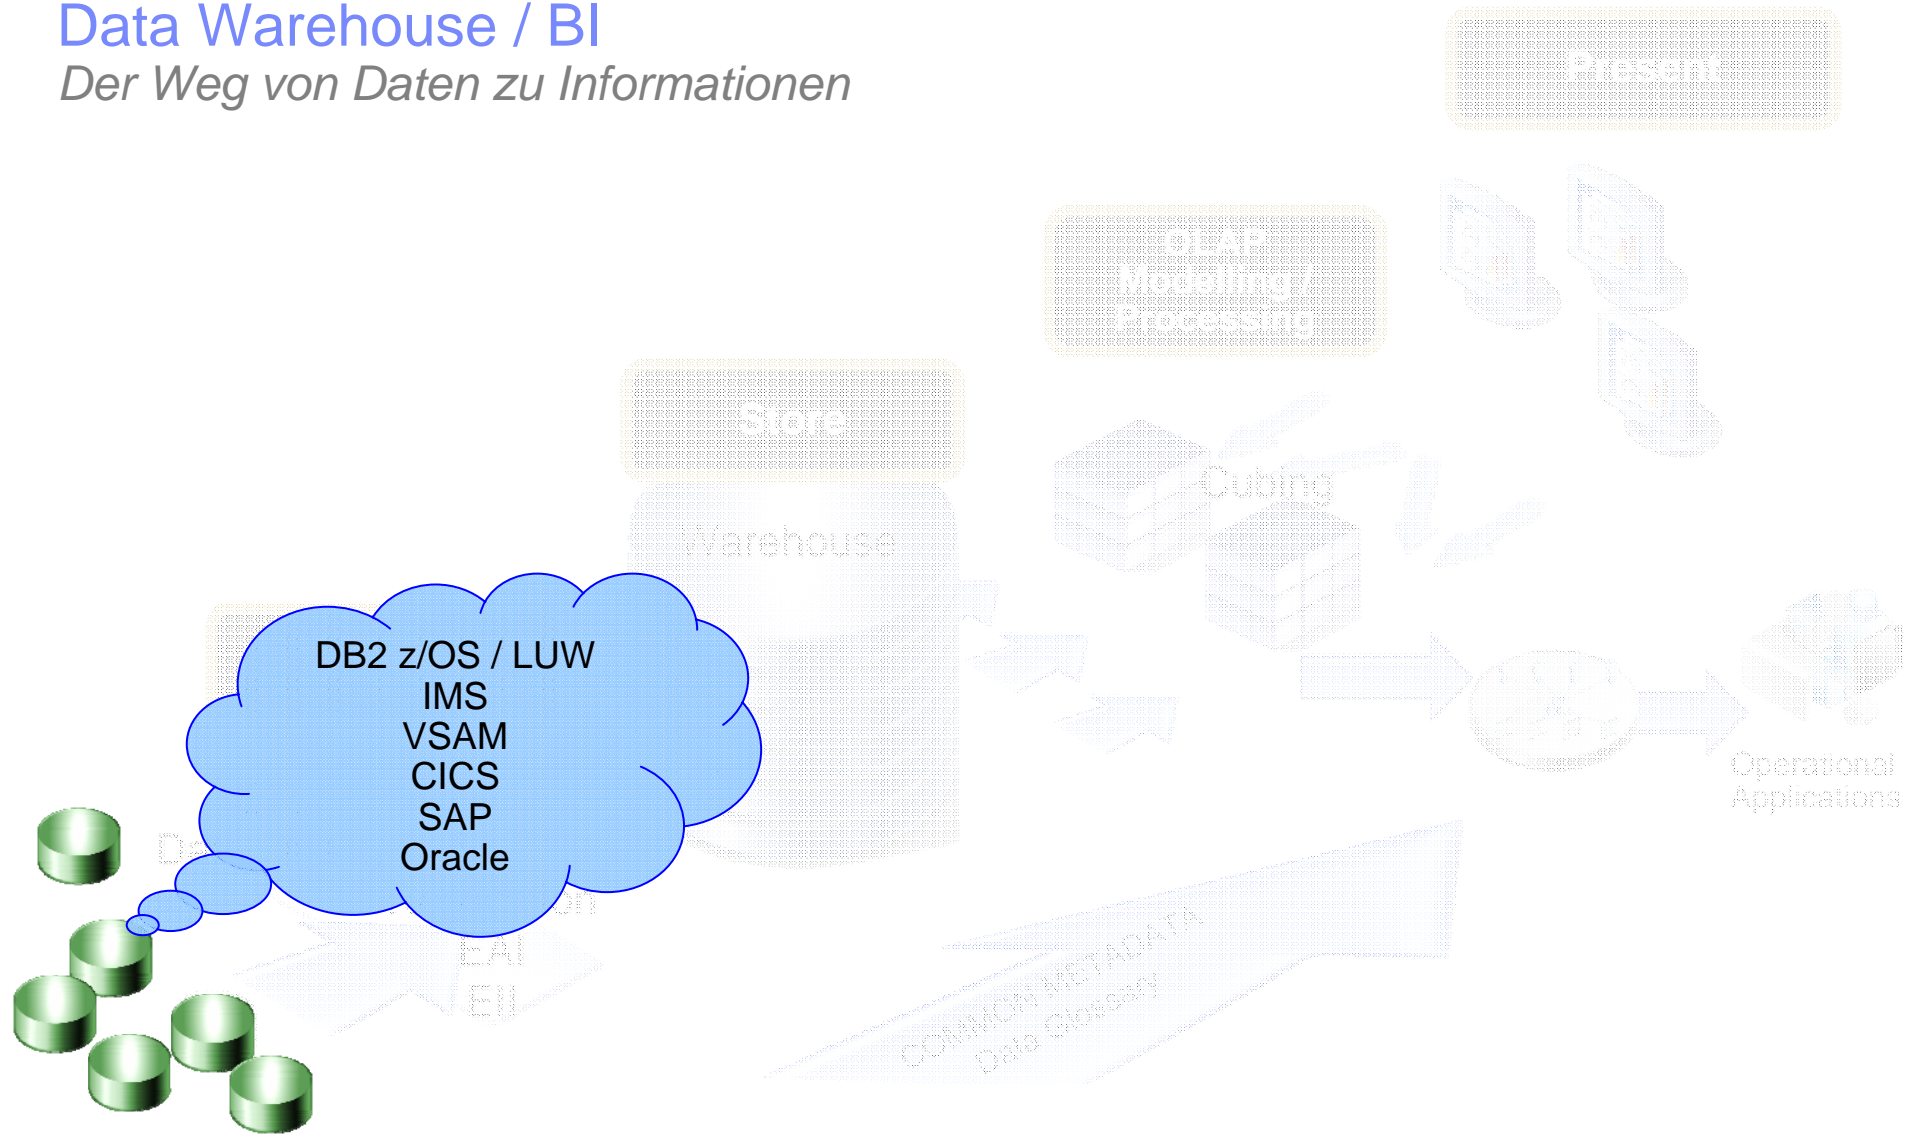 Data Warehouse / BI
Der Weg von Daten zu Informationen
Present
OLAP
Modelling /
Processing
Store
Cubing
Warehouse
DB2 z/OS / LUW
IMS
VSAM
CICS
SAP
Oracle
Operational
Applications
EAI
EII
COMMON METADATA
Data Glossary